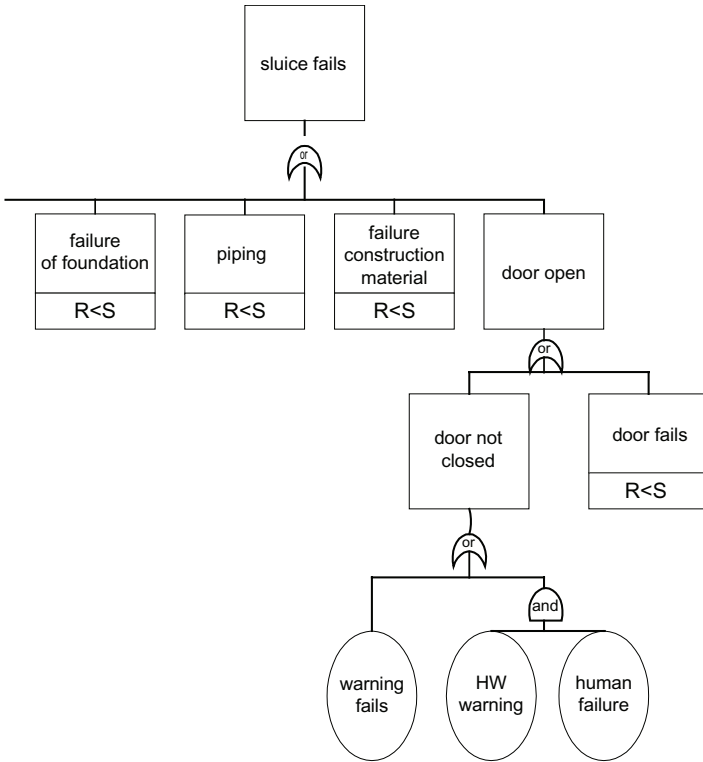 sluice fails
or
failure
of foundation
R<S
piping
R<S
failure
construction
material
R<S
door open
or
door not
closed
door fails
R<S
or
and
warning
fails
HW
warning
human
failure